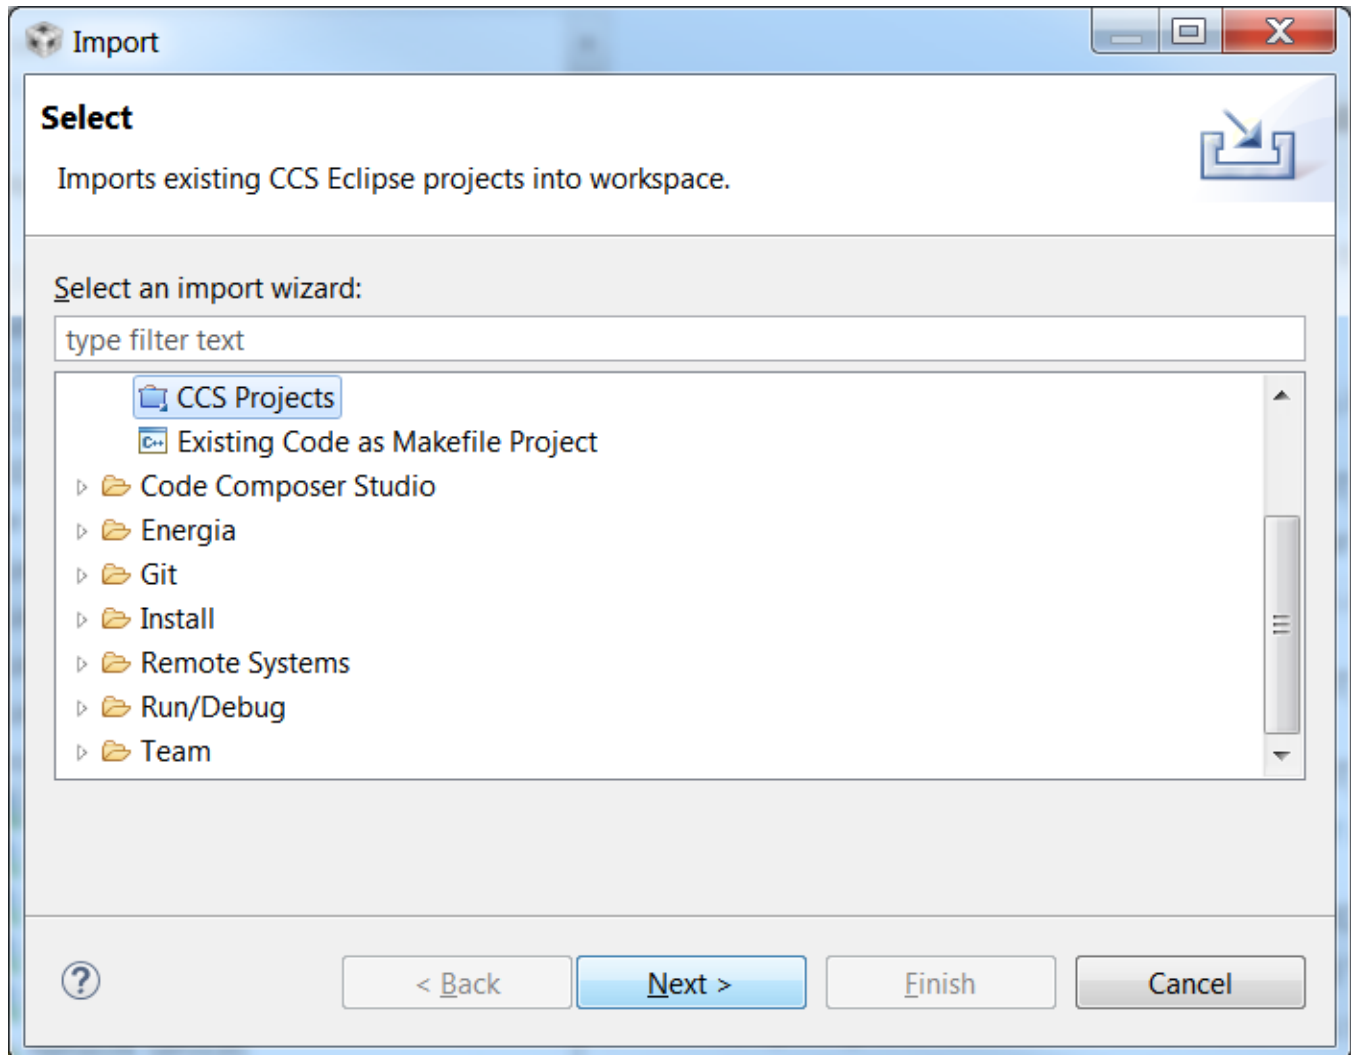 Import
Select
Imports existing CCS Eclipse projects into workspace.
Select an import wizard:
type filter text
CCS Projects
C++ Existing Code as Makefile Project
Code Composer Studio
Energia
Git
Install
Remote Systems
Run/Debug
Team
? < Back Next > Finish Cancel